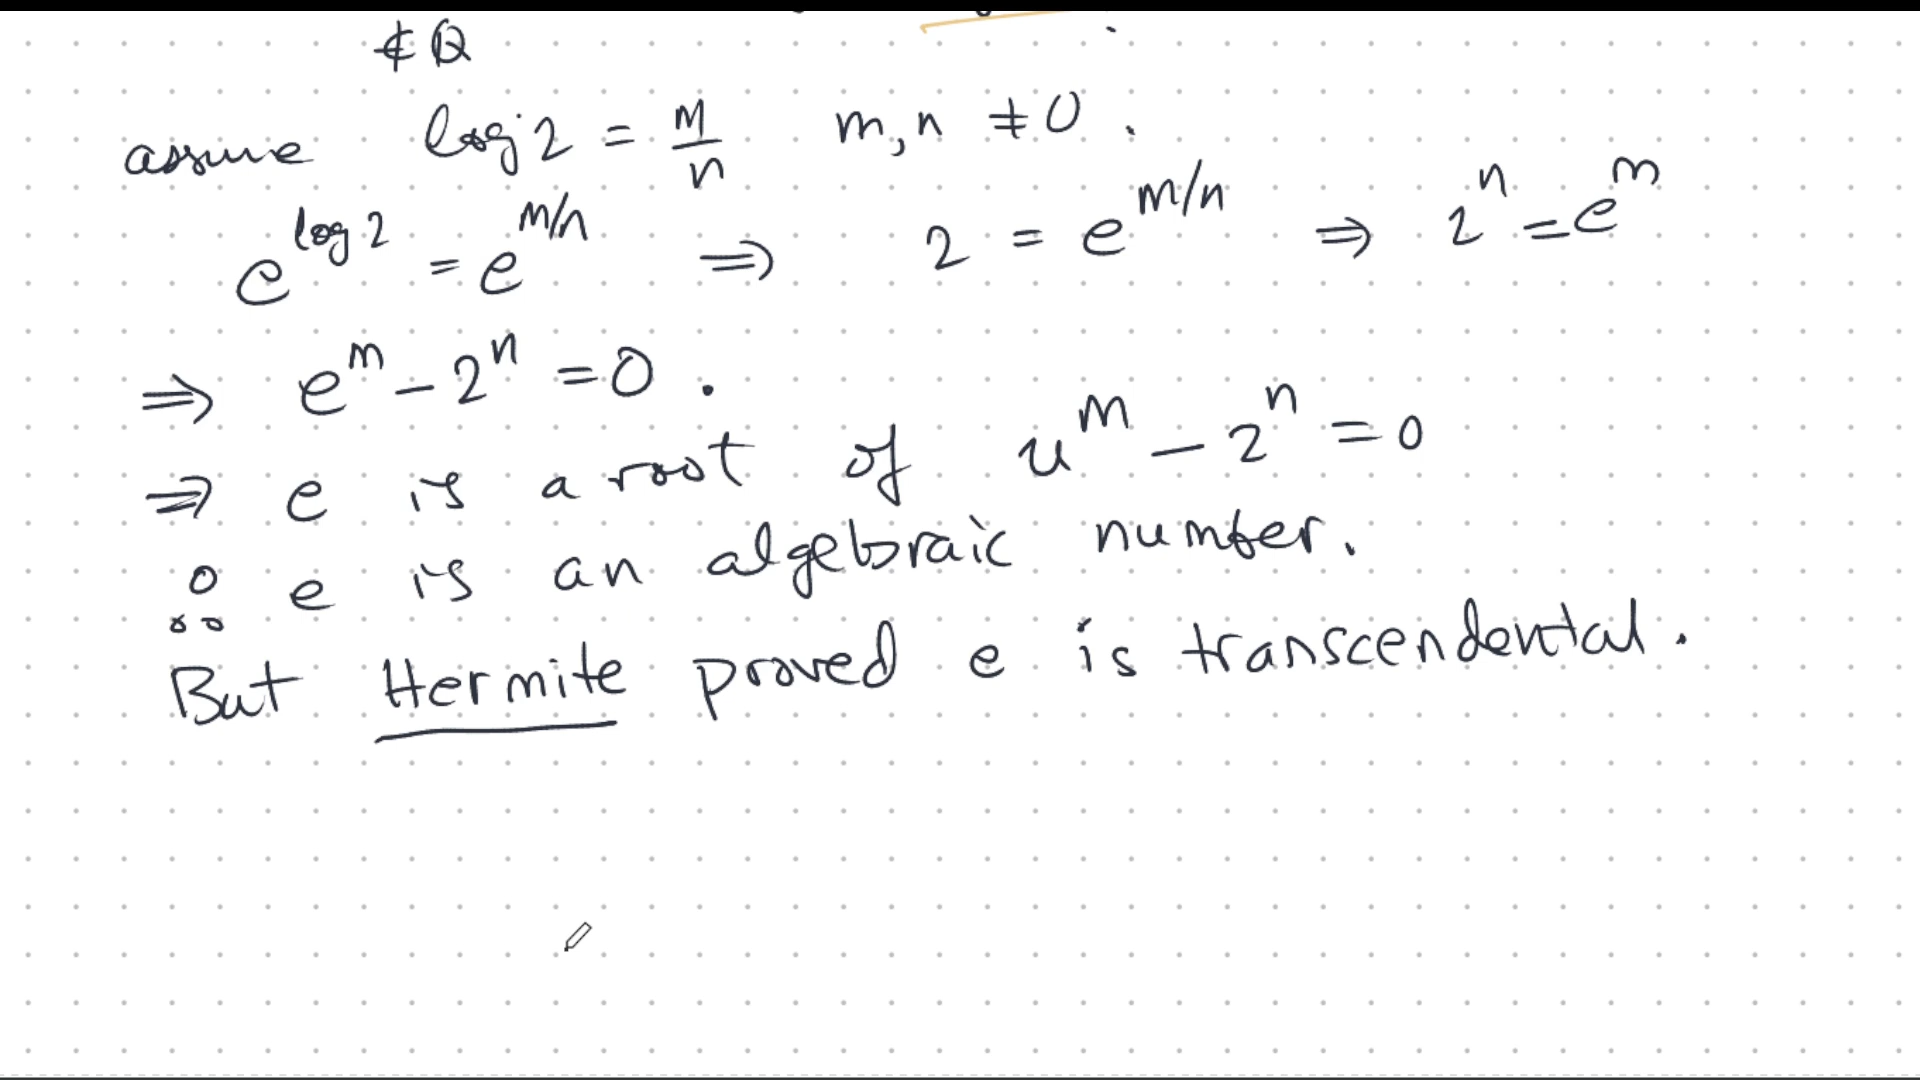 ∉ Q
assume log 2 = m/n m, n ≠ 0.
e^{log 2} = e^{m/n} ⇒ 2 = e^{m/n} ⇒ 2^n = e^m
⇒ e^m - 2^n = 0.
⇒ e is a root of u^m - 2^n = 0
∴ e is an algebraic number.
But Hermite proved e is transcendental.